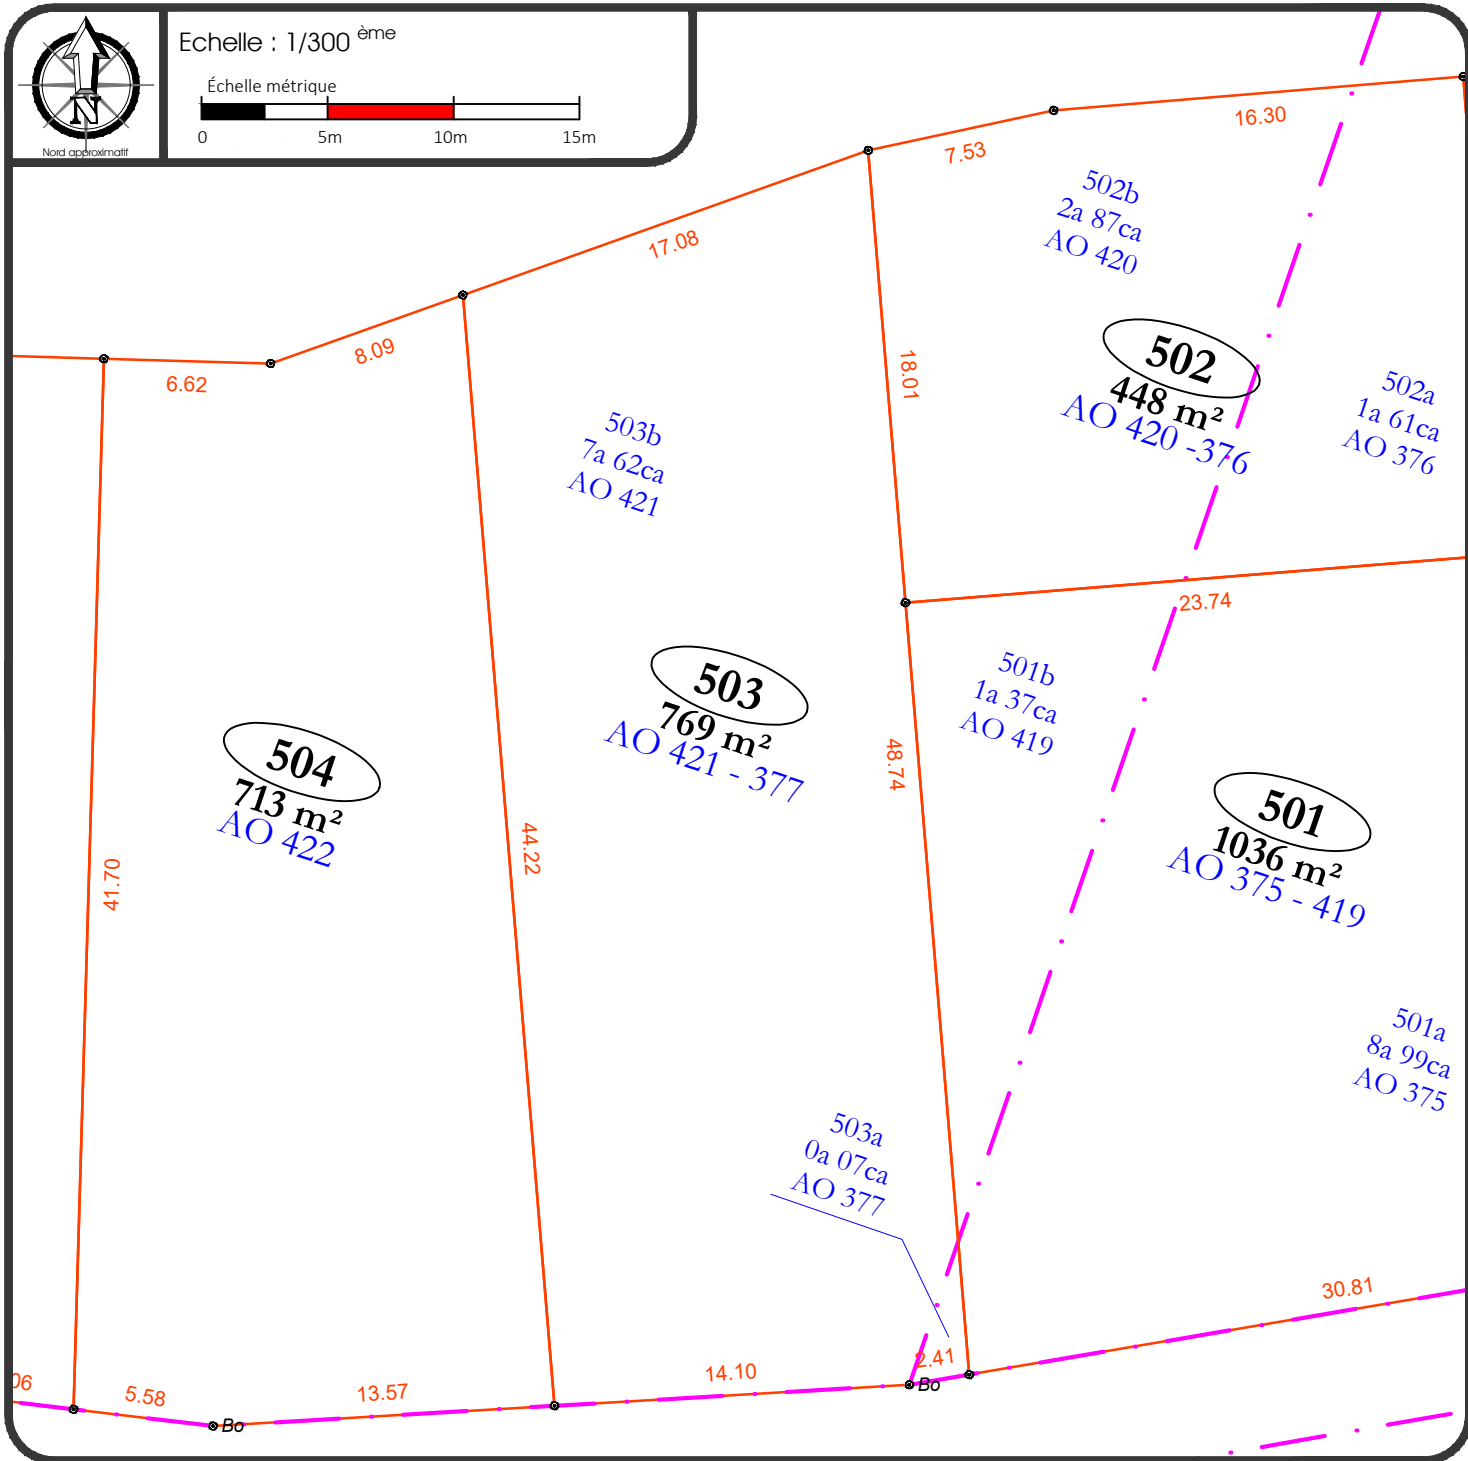 Echelle : 1/300 ème
Échelle métrique
0 5m 10m 15m
N
Nord approximatif
16.30
7.53
17.08
8.09
6.62
502b
2a 87ca
AO 420
18.01
502
448 m²
AO 420 -376
502a
1a 61ca
AO 376
503b
7a 62ca
AO 421
23.74
501b
1a 37ca
AO 419
503
769 m²
AO 421 - 377
48.74
504
713 m²
AO 422
44.22
41.70
501
1036 m²
AO 375 - 419
501a
8a 99ca
AO 375
503a
0a 07ca
AO 377
30.81
2.41
Bo
14.10
13.57
5.58
06
Bo